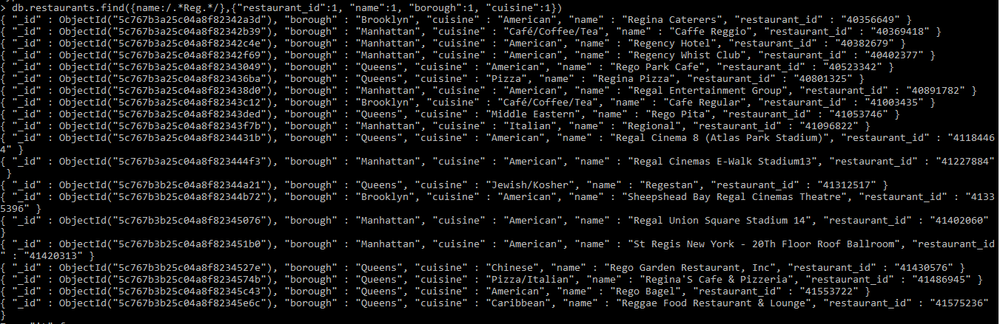 > db.restaurants.find({name:/.*Reg.*/},{"restaurant_id":1, "name":1, "borough":1, "cuisine":1})
{ "_id" : ObjectId("5c767b3a25c04a8f82342a3d"), "borough" : "Brooklyn", "cuisine" : "American", "name" : "Regina Caterers", "restaurant_id" : "40356649" }
{ "_id" : ObjectId("5c767b3a25c04a8f82342b39"), "borough" : "Manhattan", "cuisine" : "Café/Coffee/Tea", "name" : "Caffe Reggio", "restaurant_id" : "40369418" }
{ "_id" : ObjectId("5c767b3a25c04a8f82342c4e"), "borough" : "Manhattan", "cuisine" : "American", "name" : "Regency Hotel", "restaurant_id" : "40382679" }
{ "_id" : ObjectId("5c767b3a25c04a8f82342f69"), "borough" : "Manhattan", "cuisine" : "American", "name" : "Regency Whist Club", "restaurant_id" : "40402377" }
{ "_id" : ObjectId("5c767b3a25c04a8f82343049"), "borough" : "Queens", "cuisine" : "American", "name" : "Rego Park Cafe", "restaurant_id" : "40523342" }
{ "_id" : ObjectId("5c767b3a25c04a8f823436ba"), "borough" : "Queens", "cuisine" : "Pizza", "name" : "Regina Pizza", "restaurant_id" : "40801325" }
{ "_id" : ObjectId("5c767b3a25c04a8f823438d0"), "borough" : "Manhattan", "cuisine" : "American", "name" : "Regal Entertainment Group", "restaurant_id" : "40891782" }
{ "_id" : ObjectId("5c767b3a25c04a8f82343c12"), "borough" : "Brooklyn", "cuisine" : "Café/Coffee/Tea", "name" : "Cafe Regular", "restaurant_id" : "41003435" }
{ "_id" : ObjectId("5c767b3a25c04a8f82343ded"), "borough" : "Queens", "cuisine" : "Middle Eastern", "name" : "Rego Pita", "restaurant_id" : "41053746" }
{ "_id" : ObjectId("5c767b3a25c04a8f82343f7b"), "borough" : "Manhattan", "cuisine" : "Italian", "name" : "Regional", "restaurant_id" : "41096822" }
{ "_id" : ObjectId("5c767b3b25c04a8f8234431b"), "borough" : "Queens", "cuisine" : "American", "name" : "Regal Cinema 8 (Atlas Park Stadium)", "restaurant_id" : "4118446
4" }
{ "_id" : ObjectId("5c767b3b25c04a8f823444f3"), "borough" : "Manhattan", "cuisine" : "American", "name" : "Regal Cinemas E-Walk Stadium13", "restaurant_id" : "41227884"
}
{ "_id" : ObjectId("5c767b3b25c04a8f82344a21"), "borough" : "Queens", "cuisine" : "Jewish/Kosher", "name" : "Regestan", "restaurant_id" : "41312517" }
{ "_id" : ObjectId("5c767b3b25c04a8f82344b72"), "borough" : "Brooklyn", "cuisine" : "American", "name" : "Sheepshead Bay Regal Cinemas Theatre", "restaurant_id" : "4133
5396" }
{ "_id" : ObjectId("5c767b3b25c04a8f82345076"), "borough" : "Manhattan", "cuisine" : "American", "name" : "Regal Union Square Stadium 14", "restaurant_id" : "41402060"
}
{ "_id" : ObjectId("5c767b3b25c04a8f823451b0"), "borough" : "Manhattan", "cuisine" : "American", "name" : "St Regis New York - 20Th Floor Roof Ballroom", "restaurant_id
" : "41420313" }
{ "_id" : ObjectId("5c767b3b25c04a8f8234527e"), "borough" : "Queens", "cuisine" : "Chinese", "name" : "Rego Garden Restaurant, Inc", "restaurant_id" : "41430576" }
{ "_id" : ObjectId("5c767b3b25c04a8f8234574b"), "borough" : "Queens", "cuisine" : "Pizza/Italian", "name" : "Regina'S Cafe & Pizzeria", "restaurant_id" : "41486945" }
{ "_id" : ObjectId("5c767b3b25c04a8f82345c43"), "borough" : "Queens", "cuisine" : "American", "name" : "Rego Bagel", "restaurant_id" : "41553722" }
{ "_id" : ObjectId("5c767b3b25c04a8f82345e6c"), "borough" : "Queens", "cuisine" : "Caribbean", "name" : "Reggae Food Restaurant & Lounge", "restaurant_id" : "41575236"
}